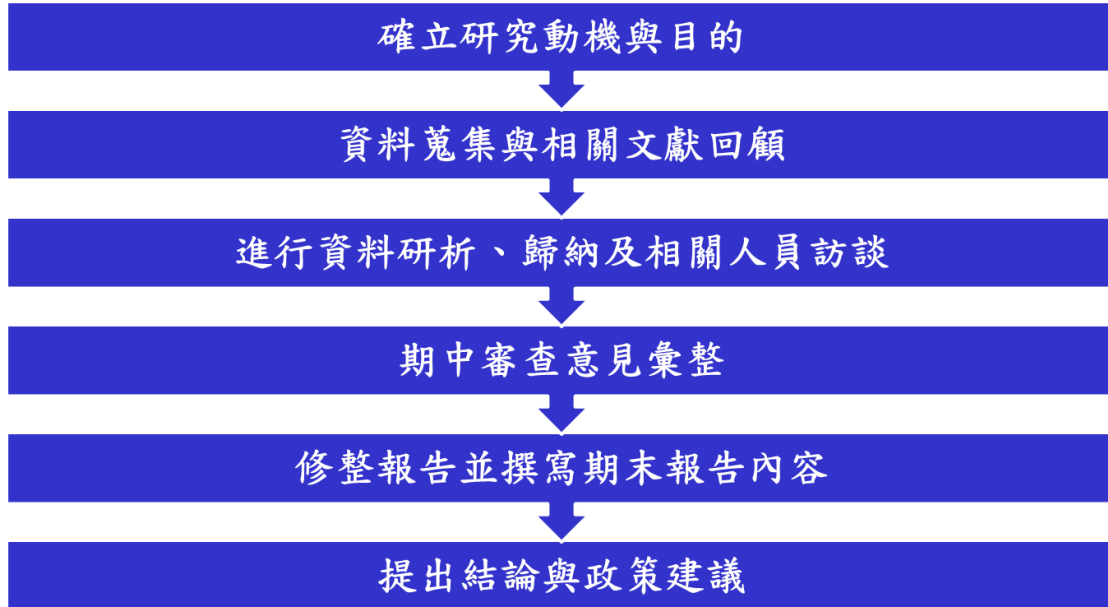 確立研究動機與目的
資料蒐集與相關文獻回顧
進行資料研析、歸納及相關人員訪談
期中審查意見彙整
修整報告並撰寫期末報告內容
提出結論與政策建議